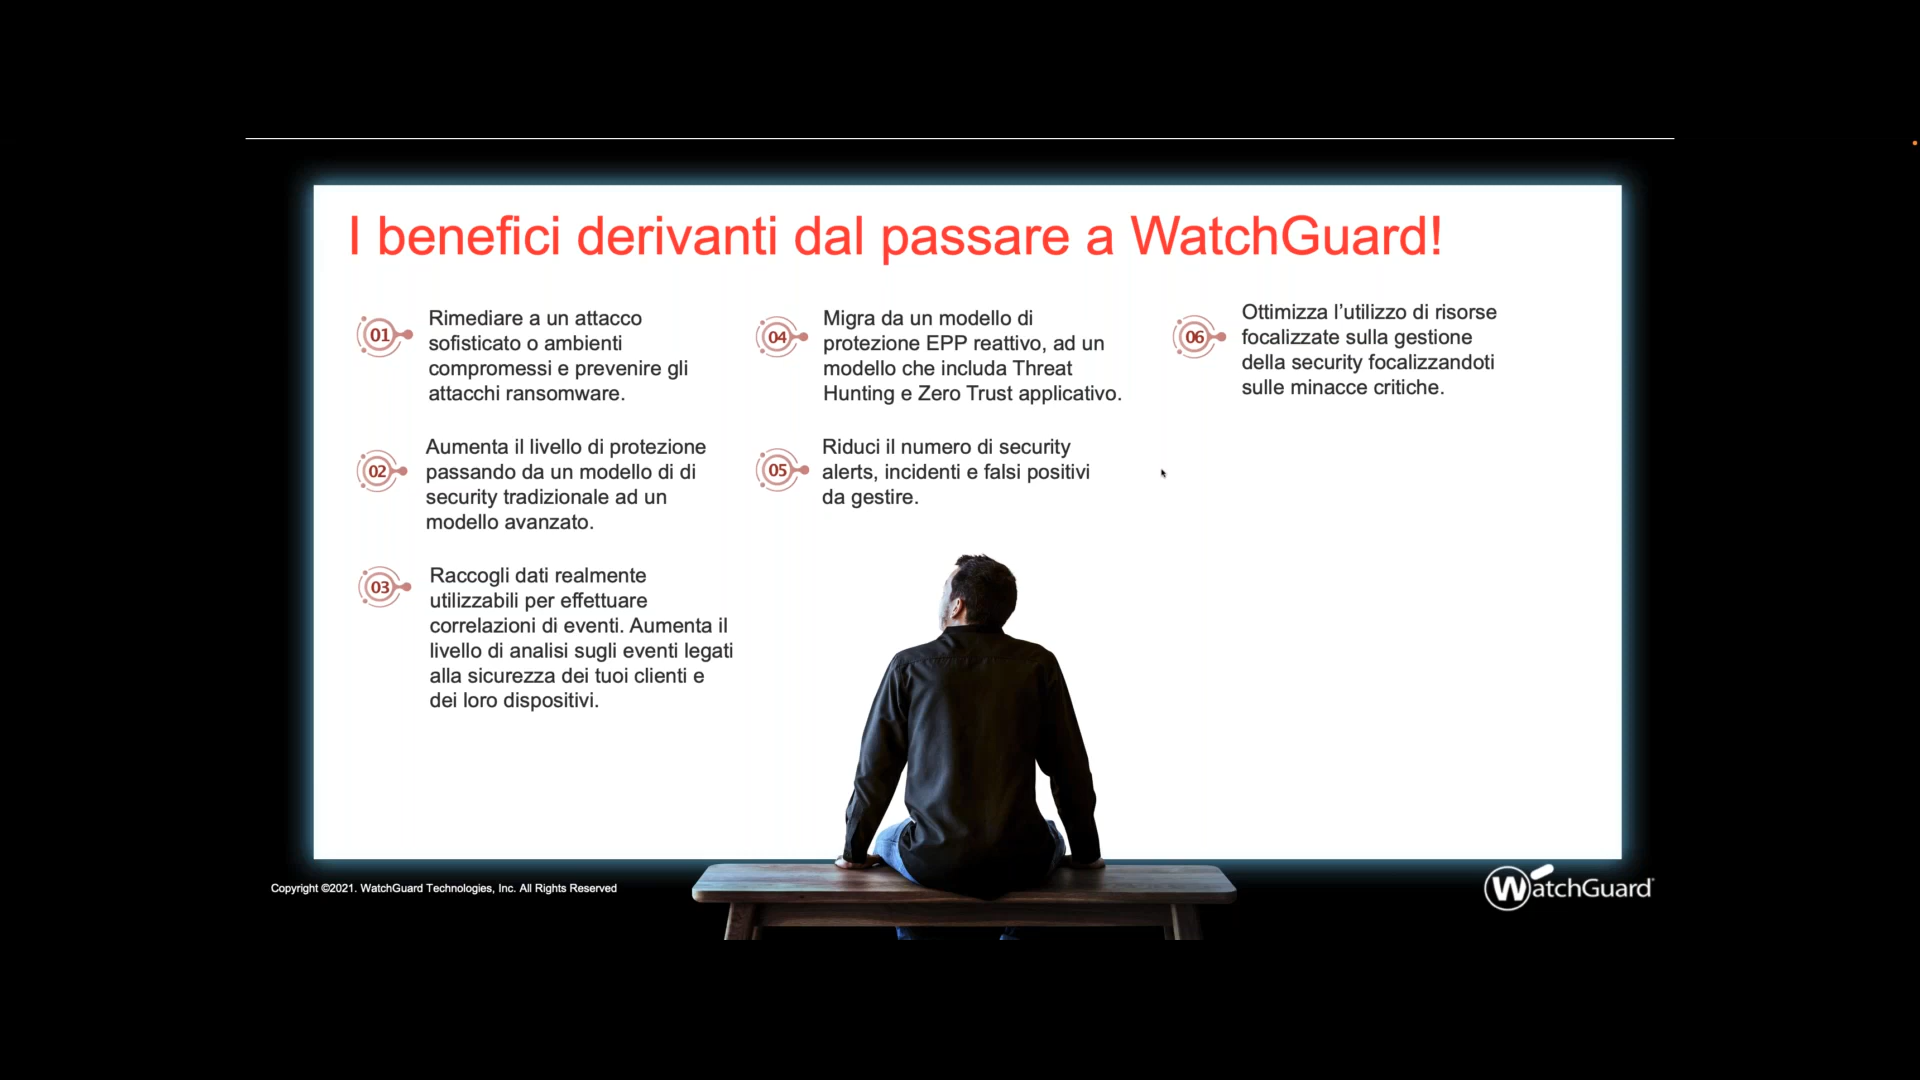 I benefici derivanti dal passare a WatchGuard!
01
Rimediare a un attacco
sofisticato o ambienti
compromessi e prevenire gli
attacchi ransomware.
02
Aumenta il livello di protezione
passando da un modello di di
security tradizionale ad un
modello avanzato.
03
Raccogli dati realmente
utilizzabili per effettuare
correlazioni di eventi. Aumenta il
livello di analisi sugli eventi legati
alla sicurezza dei tuoi clienti e
dei loro dispositivi.
04
Migra da un modello di
protezione EPP reattivo, ad un
modello che includa Threat
Hunting e Zero Trust applicativo.
05
Riduci il numero di security
alerts, incidenti e falsi positivi
da gestire.
06
Ottimizza l’utilizzo di risorse
focalizzate sulla gestione
della security focalizzandoti
sulle minacce critiche.
Copyright ©2021. WatchGuard Technologies, Inc. All Rights Reserved
WatchGuard